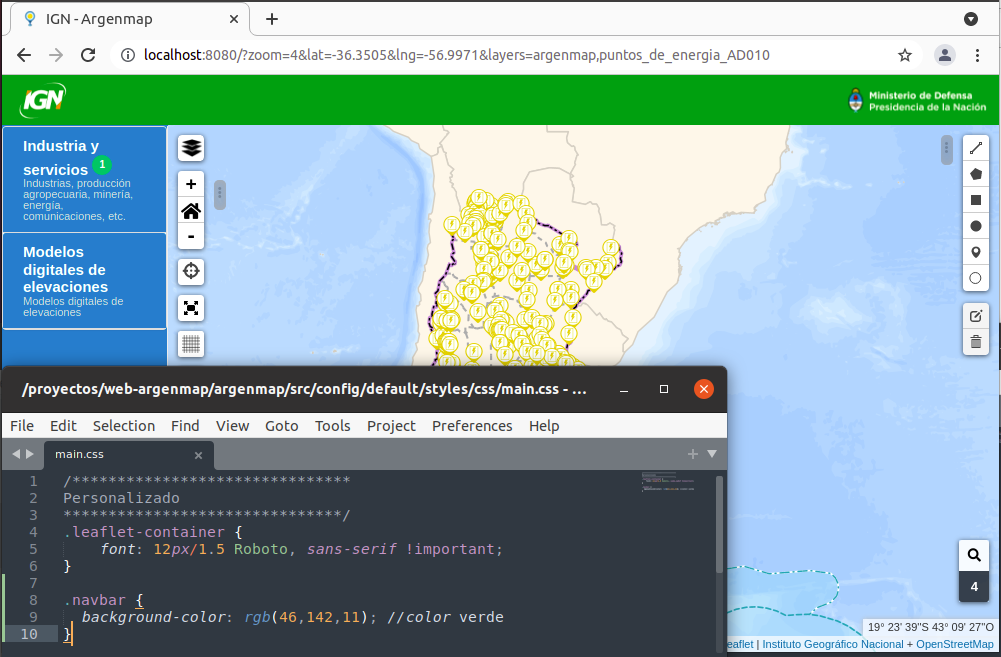 IGN - Argenmap
localhost:8080/?zoom=4&lat=-36.3505&lng=-56.9971&layers=argenmap,puntos_de_energia_AD010
IGN
Ministerio de Defensa
Presidencia de la Nación
Industria y
servicios 1
Industrias, producción
agropecuaria, minería,
energía,
comunicaciones, etc.
Modelos
digitales de
elevaciones
Modelos digitales de
elevaciones
+
-
/proyectos/web-argenmap/argenmap/src/config/default/styles/css/main.css - ...
File Edit Selection Find View Goto Tools Project Preferences Help
main.css
1 /*******************************
2 Personalizado
3 *******************************/
4 .leaflet-container {
5 font: 12px/1.5 Roboto, sans-serif !important;
6 }
7
8 .navbar {
9 background-color: rgb(46,142,11); //color verde
10 }
4
19° 23' 39"S 43° 09' 27"O
eaflet | Instituto Geográfico Nacional + OpenStreetMap